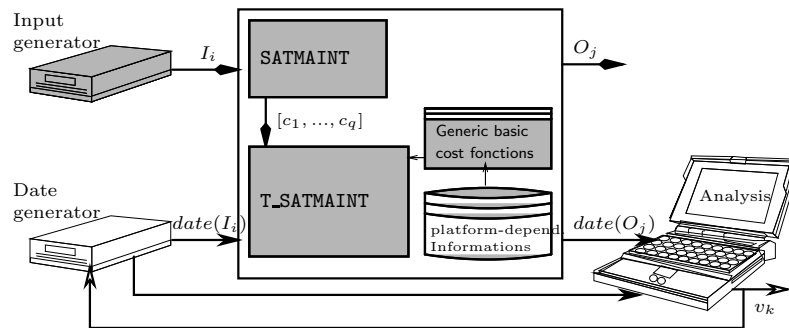 Input
generator
I_i
SATMAINT
O_j
[c_1, ..., c_q]
Generic basic
cost fonctions
T_SATMAINT
Date
generator
date(I_i)
platform-depend.
Informations
date(O_j)
Analysis
v_k